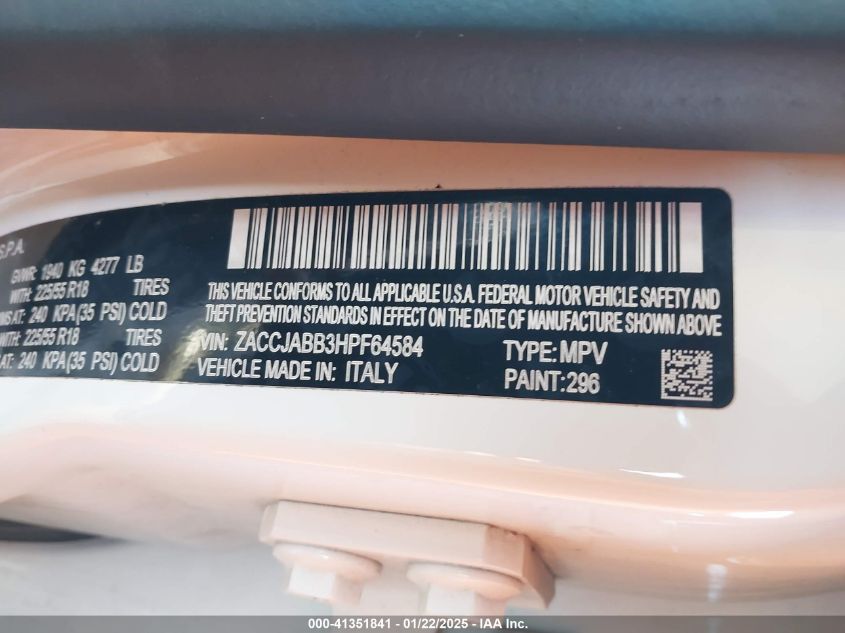 S.P.A.
GVWR: 1940 KG 4277 LB
WITH: 225/55 R18 TIRES
AT: 240 KPA(35 PSI) COLD
WITH: 225/55 R18 TIRES
AT: 240 KPA(35 PSI) COLD
THIS VEHICLE CONFORMS TO ALL APPLICABLE U.S.A. FEDERAL MOTOR VEHICLE SAFETY AND
THEFT PREVENTION STANDARDS IN EFFECT ON THE DATE OF MANUFACTURE SHOWN ABOVE
VIN: ZACCJABB3HPF64584 TYPE: MPV
VEHICLE MADE IN: ITALY PAINT: 296
000-41351841 - 01/22/2025 - IAA Inc.